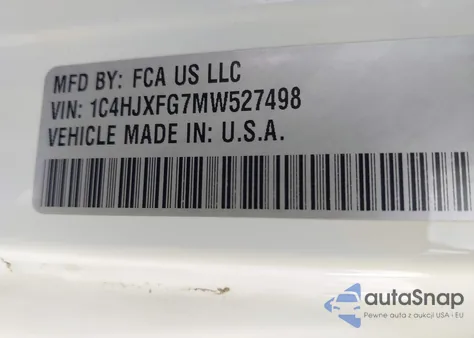 MFD BY: FCA US LLC
VIN: 1C4HJXFG7MW527498
VEHICLE MADE IN: U.S.A.
autoSnap
Pewne auta z aukcji USA - EU